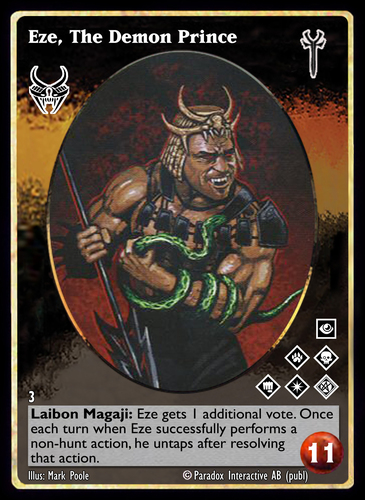 Eze, The Demon Prince
3
Laibon Magaji: Eze gets 1 additional vote. Once
each turn when Eze successfully performs a
non-hunt action, he untaps after resolving
that action.
11
Illus: Mark Poole
© Paradox Interactive AB (publ)